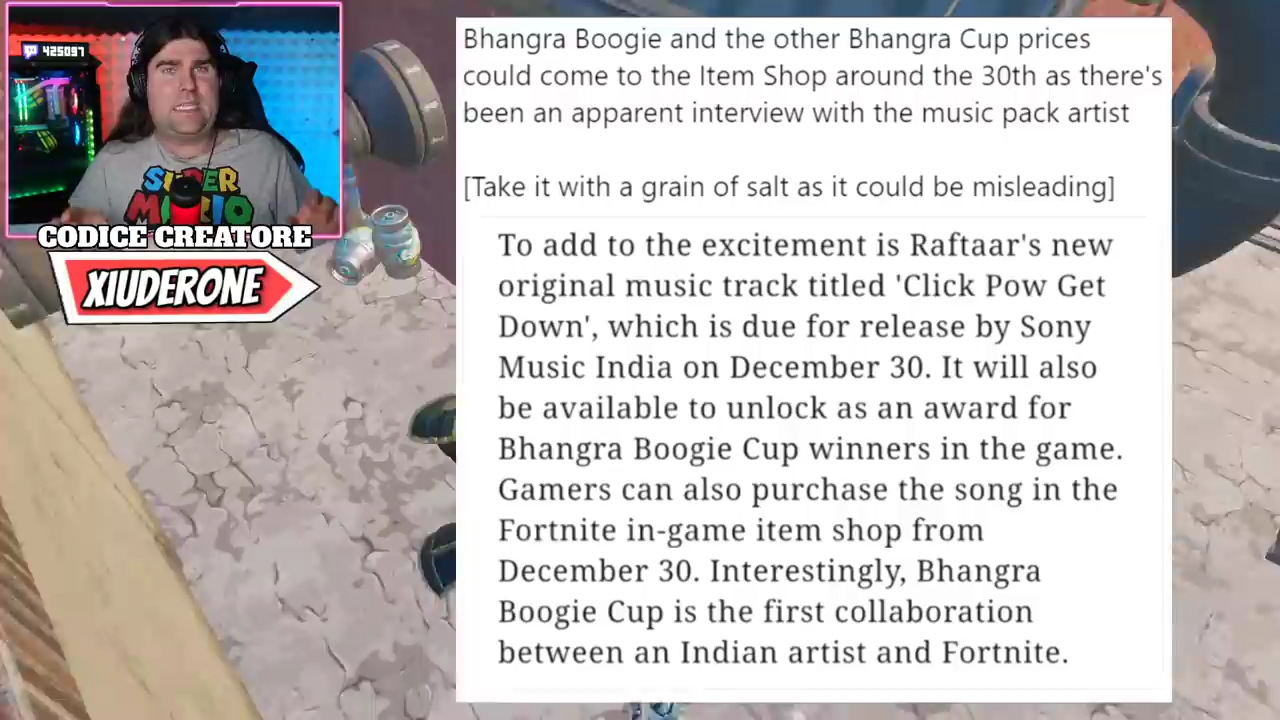 425097
SUPER
MARIO
CODICE CREATORE
XIUDERONE
Bhangra Boogie and the other Bhangra Cup prices
could come to the Item Shop around the 30th as there's
been an apparent interview with the music pack artist
[Take it with a grain of salt as it could be misleading]
To add to the excitement is Raftaar's new
original music track titled 'Click Pow Get
Down', which is due for release by Sony
Music India on December 30. It will also
be available to unlock as an award for
Bhangra Boogie Cup winners in the game.
Gamers can also purchase the song in the
Fortnite in-game item shop from
December 30. Interestingly, Bhangra
Boogie Cup is the first collaboration
between an Indian artist and Fortnite.